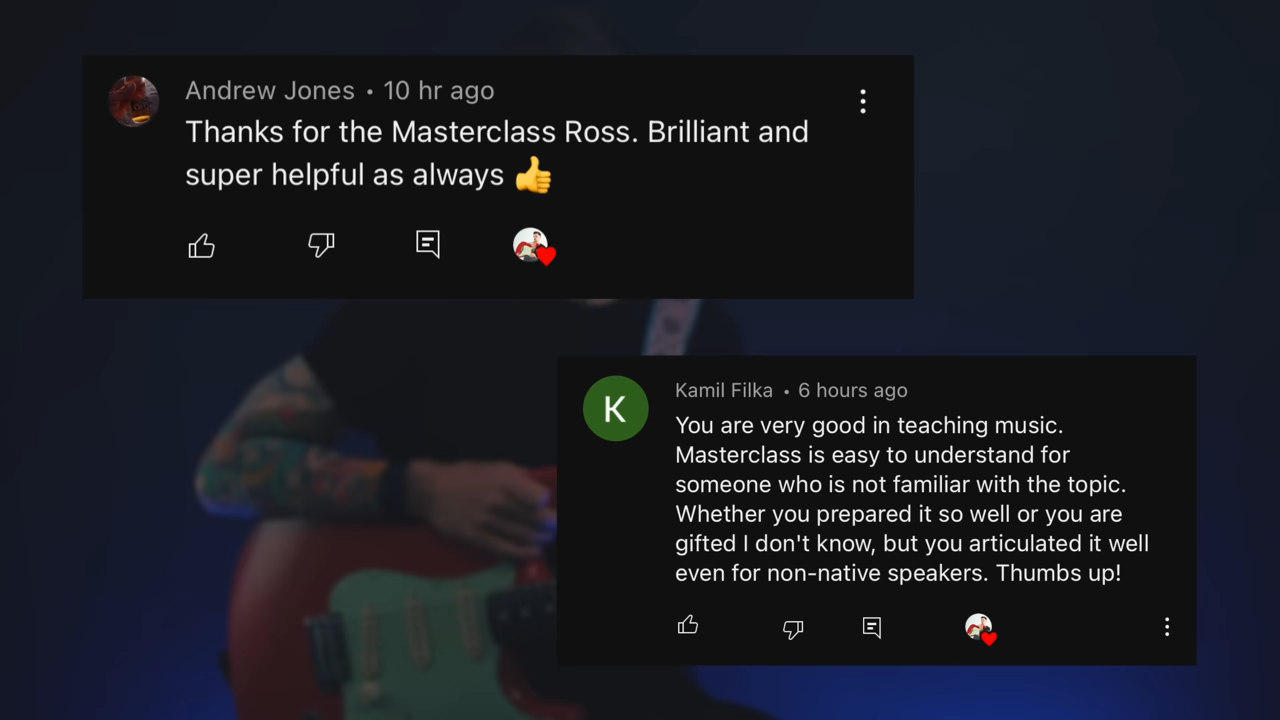 Andrew Jones • 10 hr ago
Thanks for the Masterclass Ross. Brilliant and
super helpful as always 👍
K
Kamil Filka • 6 hours ago
You are very good in teaching music.
Masterclass is easy to understand for
someone who is not familiar with the topic.
Whether you prepared it so well or you are
gifted I don't know, but you articulated it well
even for non-native speakers. Thumbs up!